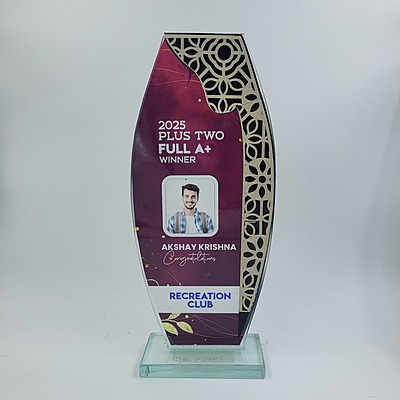 2025
PLUS TWO
FULL A+
WINNER
AKSHAY KRISHNA
Congratulations
RECREATION
CLUB